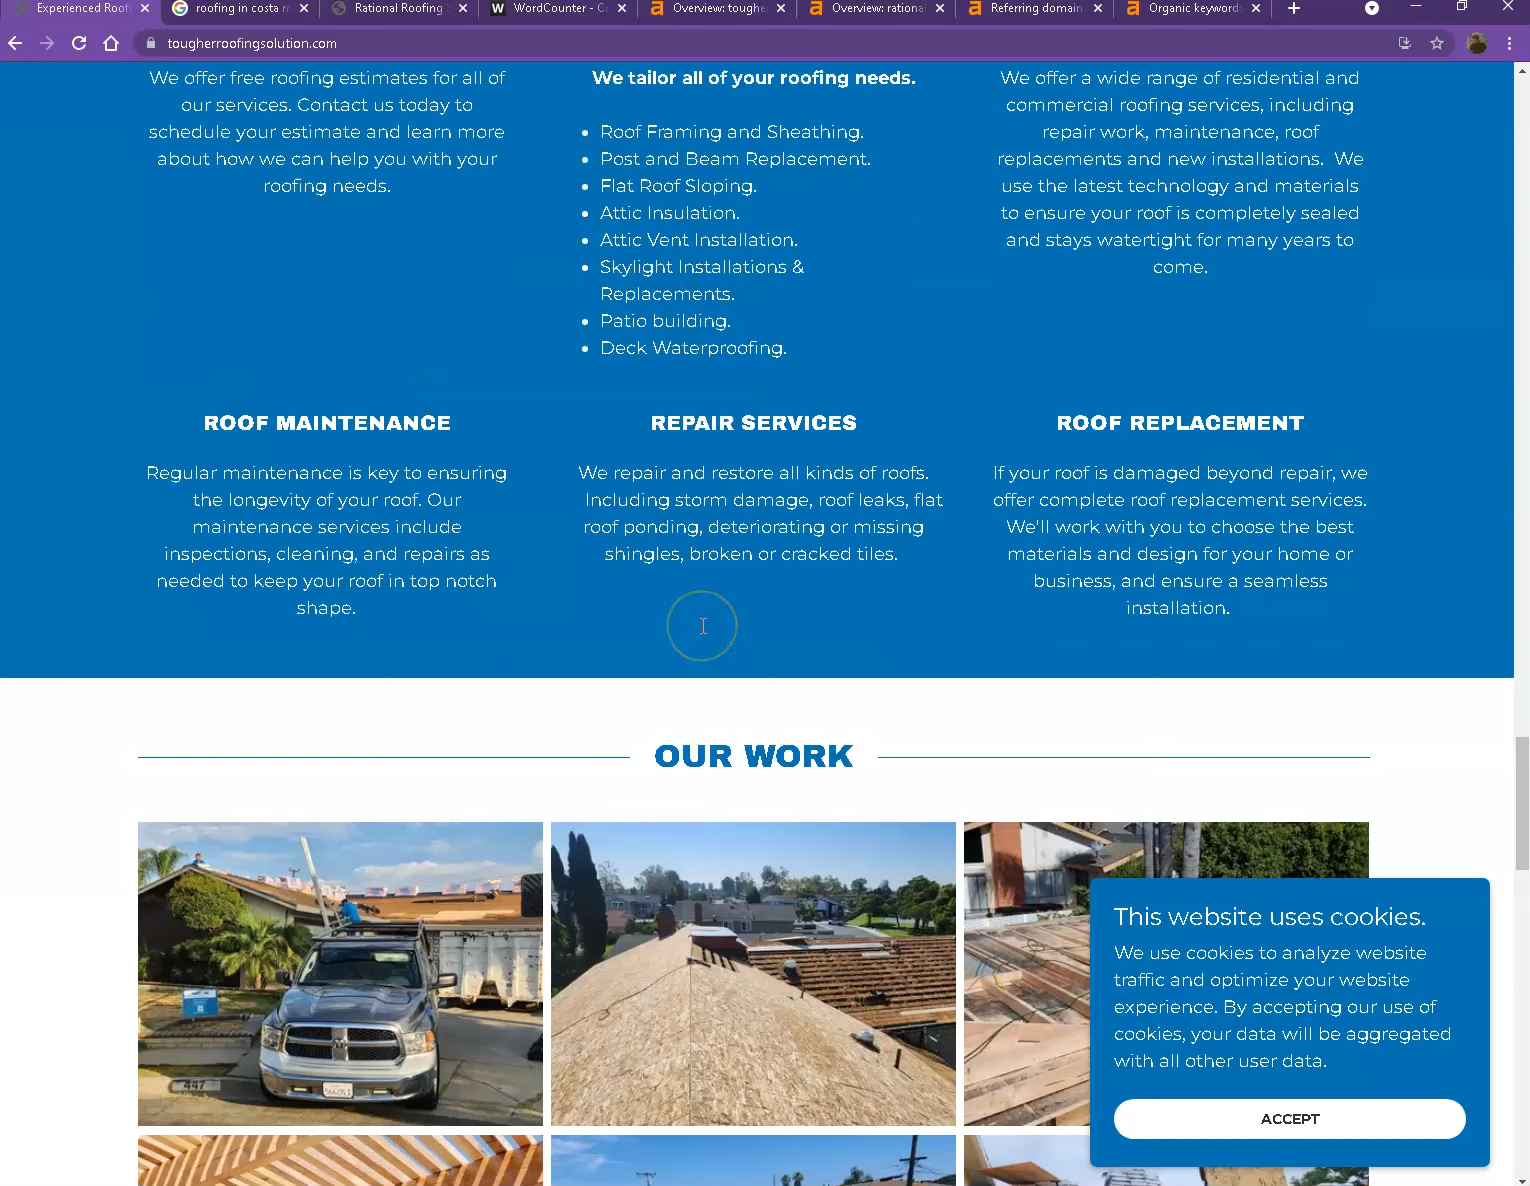 Experienced Roofi
roofing in costa m
Rational Roofing S
WordCounter - C
Overview: toughe
Overview: rational
Referring domain
Organic keywords
tougherroofingsolution.com
We offer free roofing estimates for all of
our services. Contact us today to
schedule your estimate and learn more
about how we can help you with your
roofing needs.
We tailor all of your roofing needs.
• Roof Framing and Sheathing.
• Post and Beam Replacement.
• Flat Roof Sloping.
• Attic Insulation.
• Attic Vent Installation.
• Skylight Installations &
Replacements.
• Patio building.
• Deck Waterproofing.
We offer a wide range of residential and
commercial roofing services, including
repair work, maintenance, roof
replacements and new installations. We
use the latest technology and materials
to ensure your roof is completely sealed
and stays watertight for many years to
come.
ROOF MAINTENANCE
Regular maintenance is key to ensuring
the longevity of your roof. Our
maintenance services include
inspections, cleaning, and repairs as
needed to keep your roof in top notch
shape.
REPAIR SERVICES
We repair and restore all kinds of roofs.
Including storm damage, roof leaks, flat
roof ponding, deteriorating or missing
shingles, broken or cracked tiles.
ROOF REPLACEMENT
If your roof is damaged beyond repair, we
offer complete roof replacement services.
We'll work with you to choose the best
materials and design for your home or
business, and ensure a seamless
installation.
OUR WORK
447
This website uses cookies.
We use cookies to analyze website
traffic and optimize your website
experience. By accepting our use of
cookies, your data will be aggregated
with all other user data.
ACCEPT